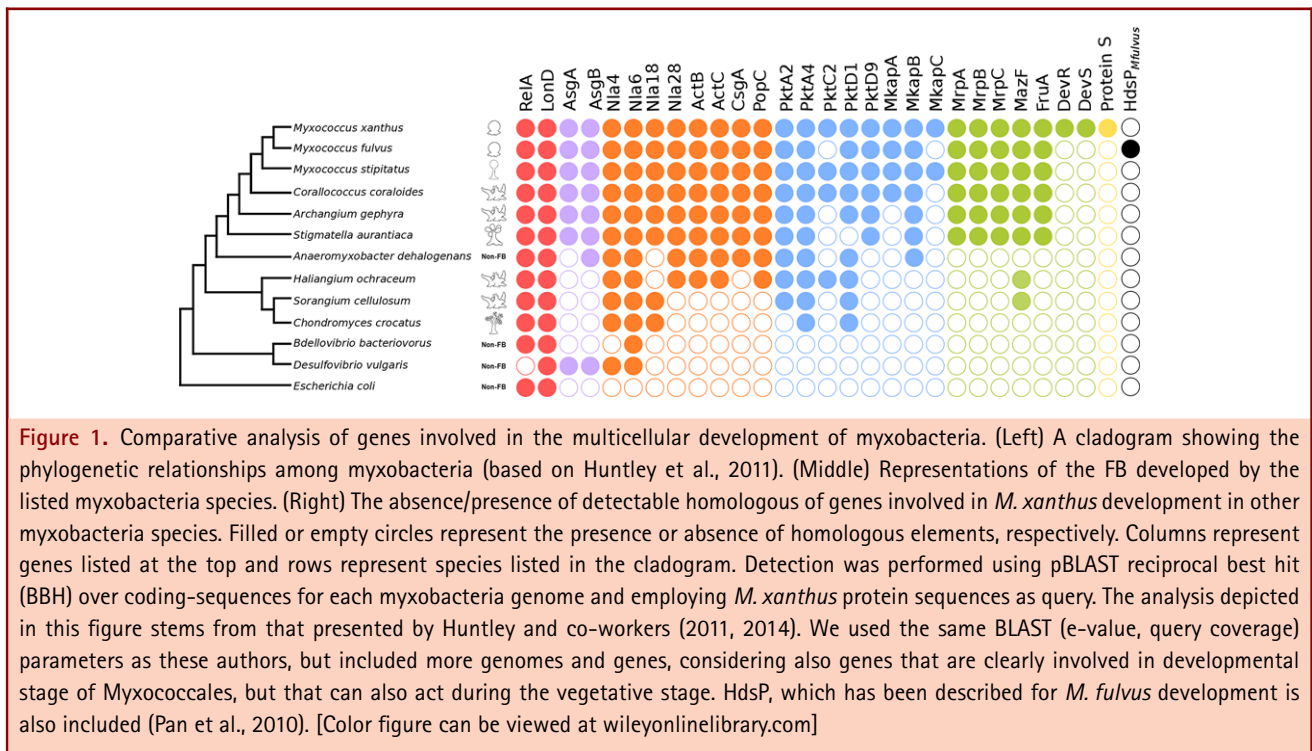 RelA
LonD
AsgA
AsgB
Nla4
Nla6
Nla18
Nla28
ActB
ActC
CsgA
PopC
PktA2
PktA4
PktC2
PktD1
PktD9
MkapA
MkapB
MkapC
MrpA
MrpB
MrpC
MazF
FruA
DevR
DevS
Protein S
HdsP Mfulvus
Myxococcus xanthus
Myxococcus fulvus
Myxococcus stipitatus
Corallococcus coraloides
Archangium gephyra
Stigmatella aurantiaca
Anaeromyxobacter dehalogenans Non-FB
Haliangium ochraceum
Sorangium cellulosum
Chondromyces crocatus
Bdellovibrio bacteriovorus Non-FB
Desulfovibrio vulgaris Non-FB
Escherichia coli Non-FB
Figure 1. Comparative analysis of genes involved in the multicellular development of myxobacteria. (Left) A cladogram showing the
phylogenetic relationships among myxobacteria (based on Huntley et al., 2011). (Middle) Representations of the FB developed by the
listed myxobacteria species. (Right) The absence/presence of detectable homologous of genes involved in M. xanthus development in other
myxobacteria species. Filled or empty circles represent the presence or absence of homologous elements, respectively. Columns represent
genes listed at the top and rows represent species listed in the cladogram. Detection was performed using pBLAST reciprocal best hit
(BBH) over coding-sequences for each myxobacteria genome and employing M. xanthus protein sequences as query. The analysis depicted
in this figure stems from that presented by Huntley and co-workers (2011, 2014). We used the same BLAST (e-value, query coverage)
parameters as these authors, but included more genomes and genes, considering also genes that are clearly involved in developmental
stage of Myxococcales, but that can also act during the vegetative stage. HdsP, which has been described for M. fulvus development is
also included (Pan et al., 2010). [Color figure can be viewed at wileyonlinelibrary.com]